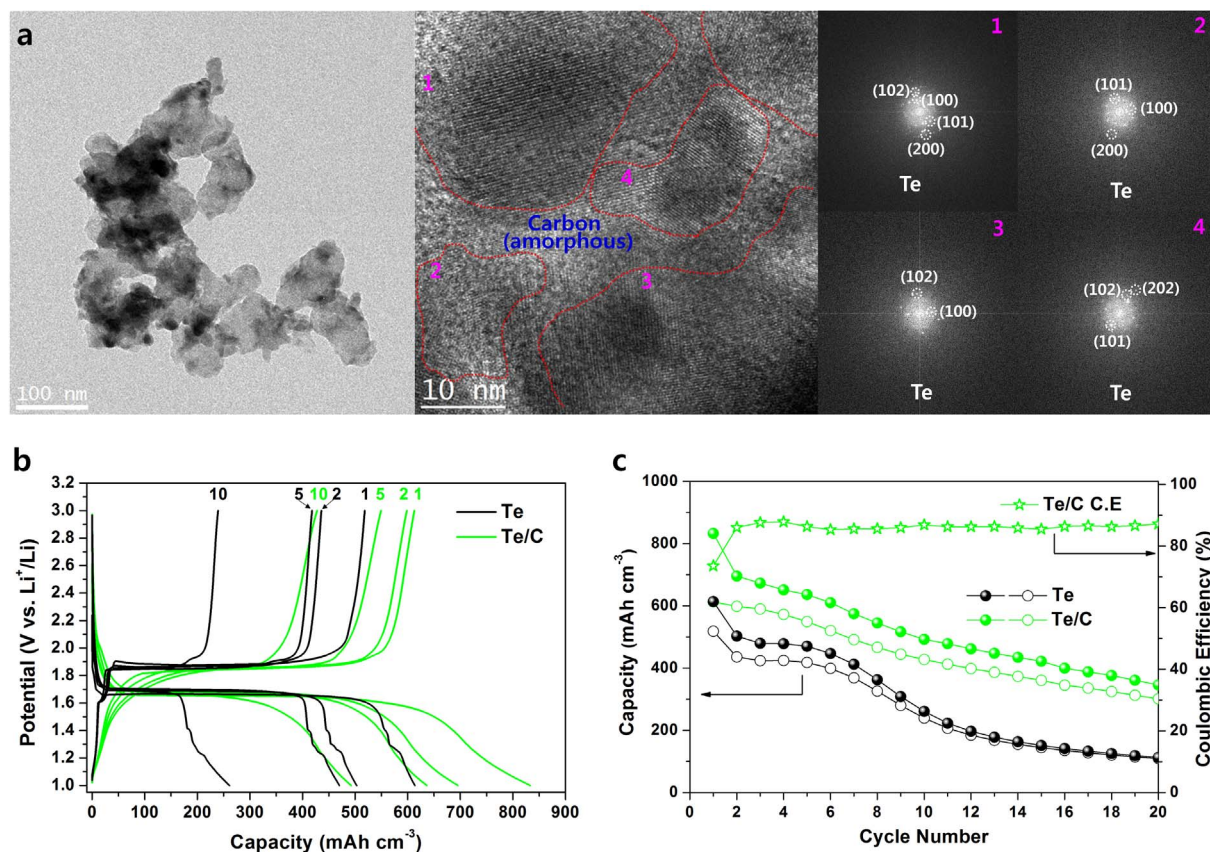 a
100 nm
1
2
3
4
Carbon
(amorphous)
10 nm
1
(102)
(100)
(101)
(200)
Te
2
(101)
(100)
(200)
Te
3
(102)
(100)
Te
4
(102)
(202)
(101)
Te
b
Potential (V vs. Li⁺/Li)
3.2
3.0
2.8
2.6
2.4
2.2
2.0
1.8
1.6
1.4
1.2
1.0
10 5 10 2 1 5 2 1
Te
Te/C
0 100 200 300 400 500 600 700 800 900
Capacity (mAh cm⁻³)
c
Capacity (mAh cm⁻³)
1000
800
600
400
200
0
Te/C C.E
Te
Te/C
100
80
60
40
20
0
Coulombic Efficiency (%)
0 2 4 6 8 10 12 14 16 18 20
Cycle Number